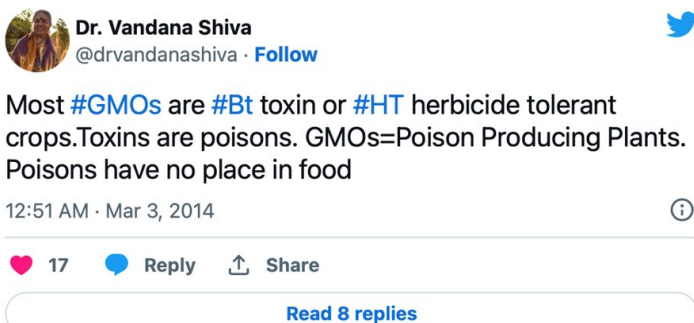 Dr. Vandana Shiva
@drvandanashiva · Follow
Most #GMOs are #Bt toxin or #HT herbicide tolerant
crops.Toxins are poisons. GMOs=Poison Producing Plants.
Poisons have no place in food
12:51 AM · Mar 3, 2014
17 Reply Share
Read 8 replies